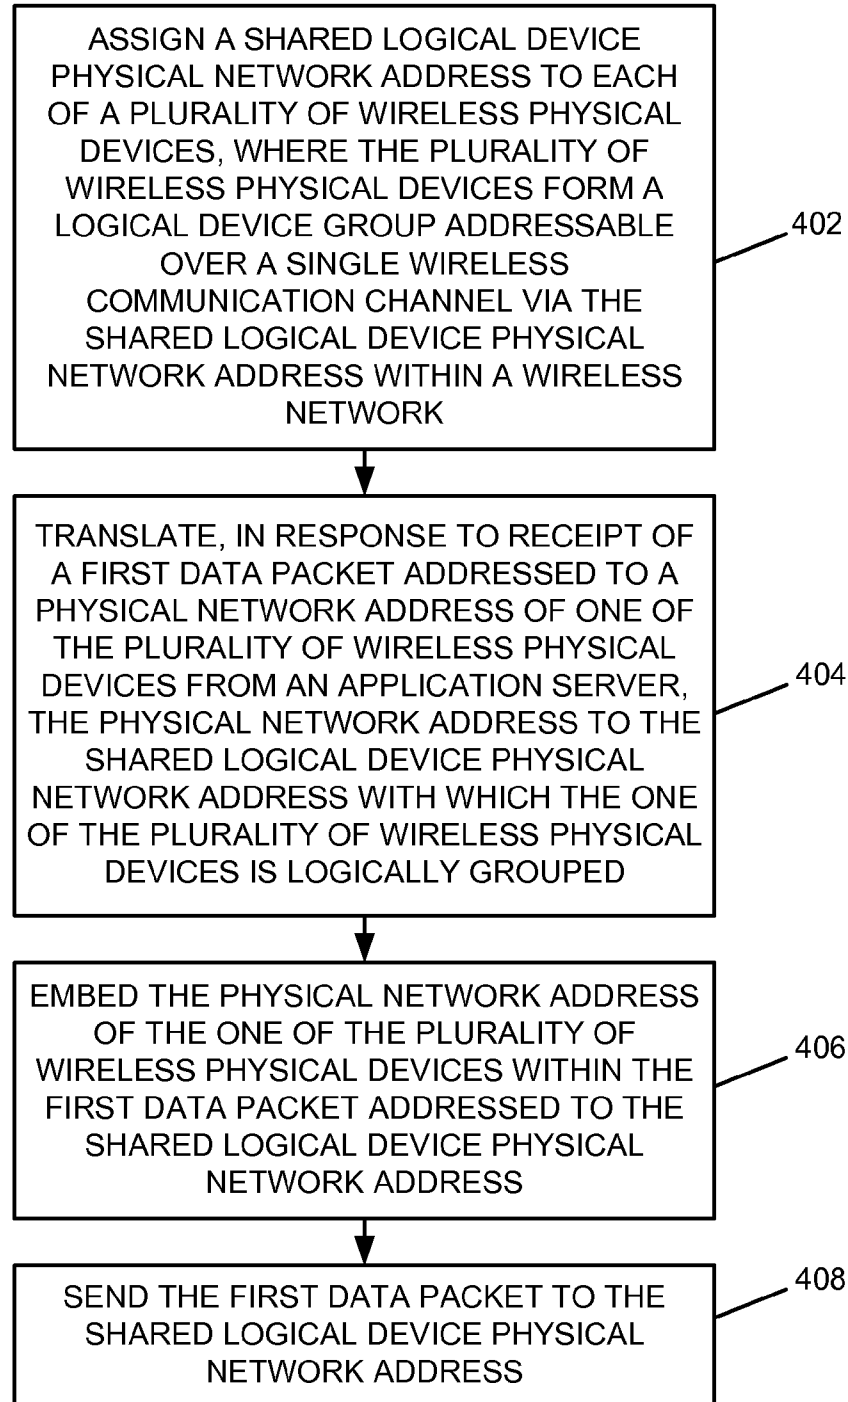 ASSIGN A SHARED LOGICAL DEVICE
PHYSICAL NETWORK ADDRESS TO EACH
OF A PLURALITY OF WIRELESS PHYSICAL
DEVICES, WHERE THE PLURALITY OF
WIRELESS PHYSICAL DEVICES FORM A
LOGICAL DEVICE GROUP ADDRESSABLE
OVER A SINGLE WIRELESS
COMMUNICATION CHANNEL VIA THE
SHARED LOGICAL DEVICE PHYSICAL
NETWORK ADDRESS WITHIN A WIRELESS
NETWORK
402
TRANSLATE, IN RESPONSE TO RECEIPT OF
A FIRST DATA PACKET ADDRESSED TO A
PHYSICAL NETWORK ADDRESS OF ONE OF
THE PLURALITY OF WIRELESS PHYSICAL
DEVICES FROM AN APPLICATION SERVER,
THE PHYSICAL NETWORK ADDRESS TO THE
SHARED LOGICAL DEVICE PHYSICAL
NETWORK ADDRESS WITH WHICH THE ONE
OF THE PLURALITY OF WIRELESS PHYSICAL
DEVICES IS LOGICALLY GROUPED
404
EMBED THE PHYSICAL NETWORK ADDRESS
OF THE ONE OF THE PLURALITY OF
WIRELESS PHYSICAL DEVICES WITHIN THE
FIRST DATA PACKET ADDRESSED TO THE
SHARED LOGICAL DEVICE PHYSICAL
NETWORK ADDRESS
406
SEND THE FIRST DATA PACKET TO THE
SHARED LOGICAL DEVICE PHYSICAL
NETWORK ADDRESS
408